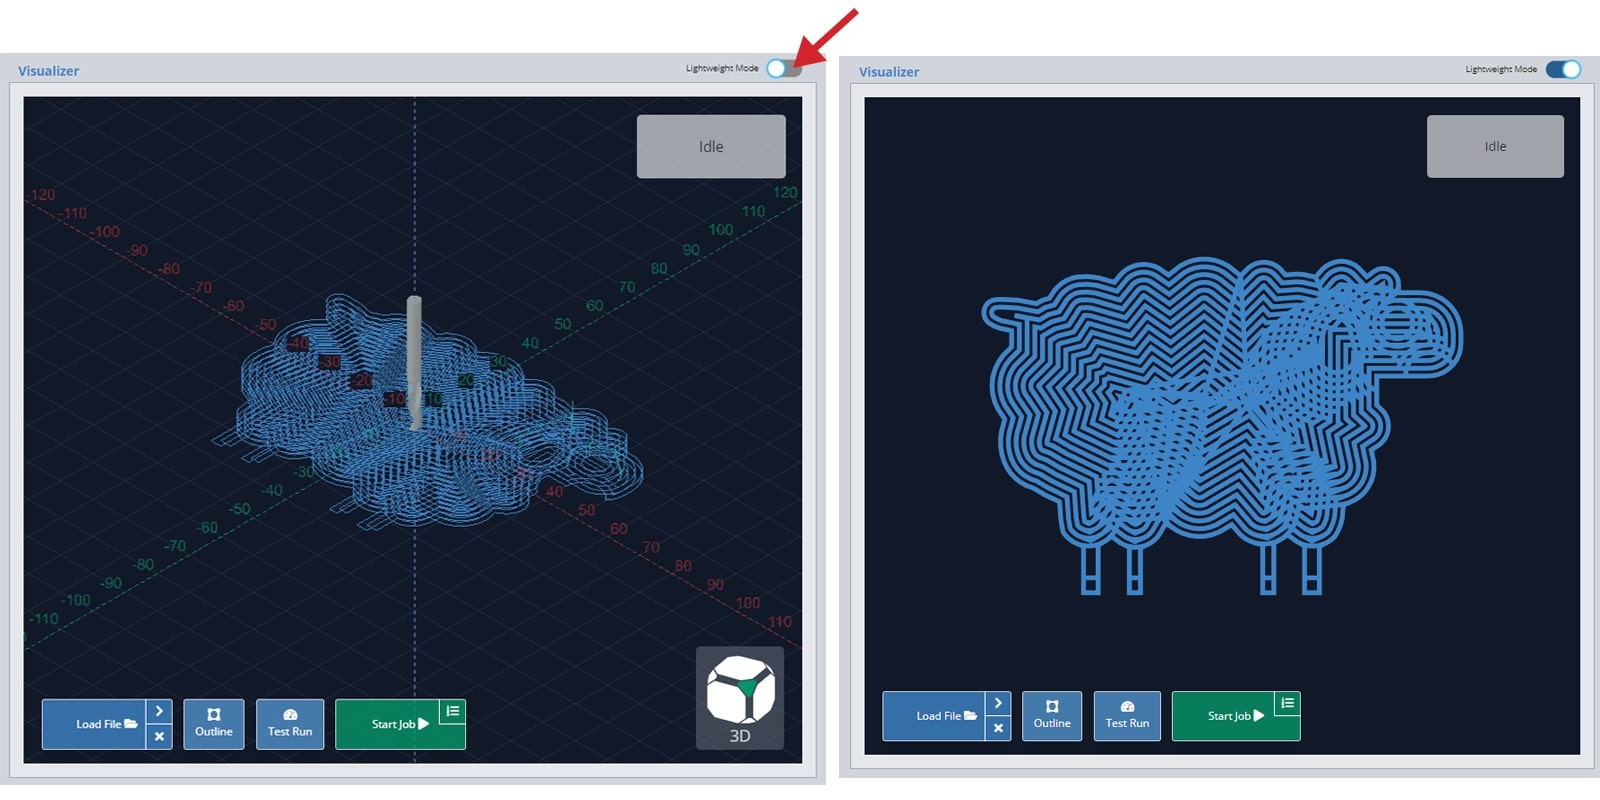 Visualizer
Lightweight Mode
Idle
-120
120
-110
110
-100
100
-90
90
-80
80
-70
70
-60
60
-50
50
-40
40
-30
30
-20
20
-10
10
-30
-40
40
-50
50
-60
60
-70
70
-80
80
-90
90
-100
100
-110
110
Load File
Outline
Test Run
Start Job
3D
Visualizer
Lightweight Mode
Idle
Load File
Outline
Test Run
Start Job